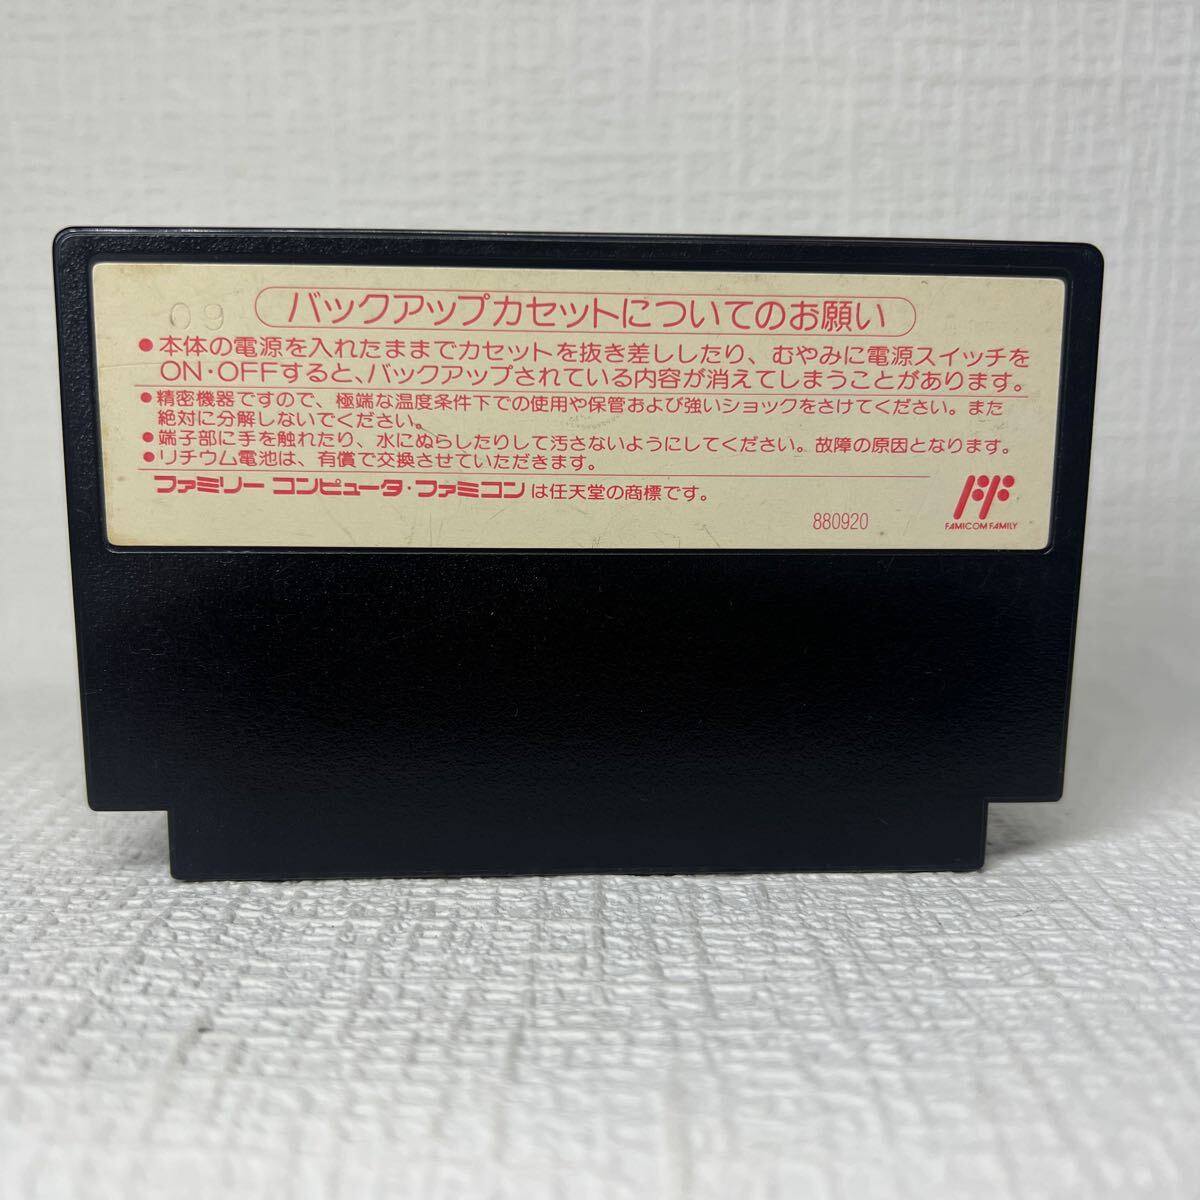 09
バックアップカセットについてのお願い
●本体の電源を入れたままでカセットを抜き差ししたり、むやみに電源スイッチを
ON・OFFすると、バックアップされている内容が消えてしまうことがあります。
●精密機器ですので、極端な温度条件下での使用や保管および強いショックをさけてください。また
絶対に分解しないでください。
●端子部に手を触れたり、水にぬらしたりして汚さないようにしてください。故障の原因となります。
●リチウム電池は、有償で交換させていただきます。
ファミリー コンピュータ・ファミコン は任天堂の商標です。
880920
FAMICOM FAMILY